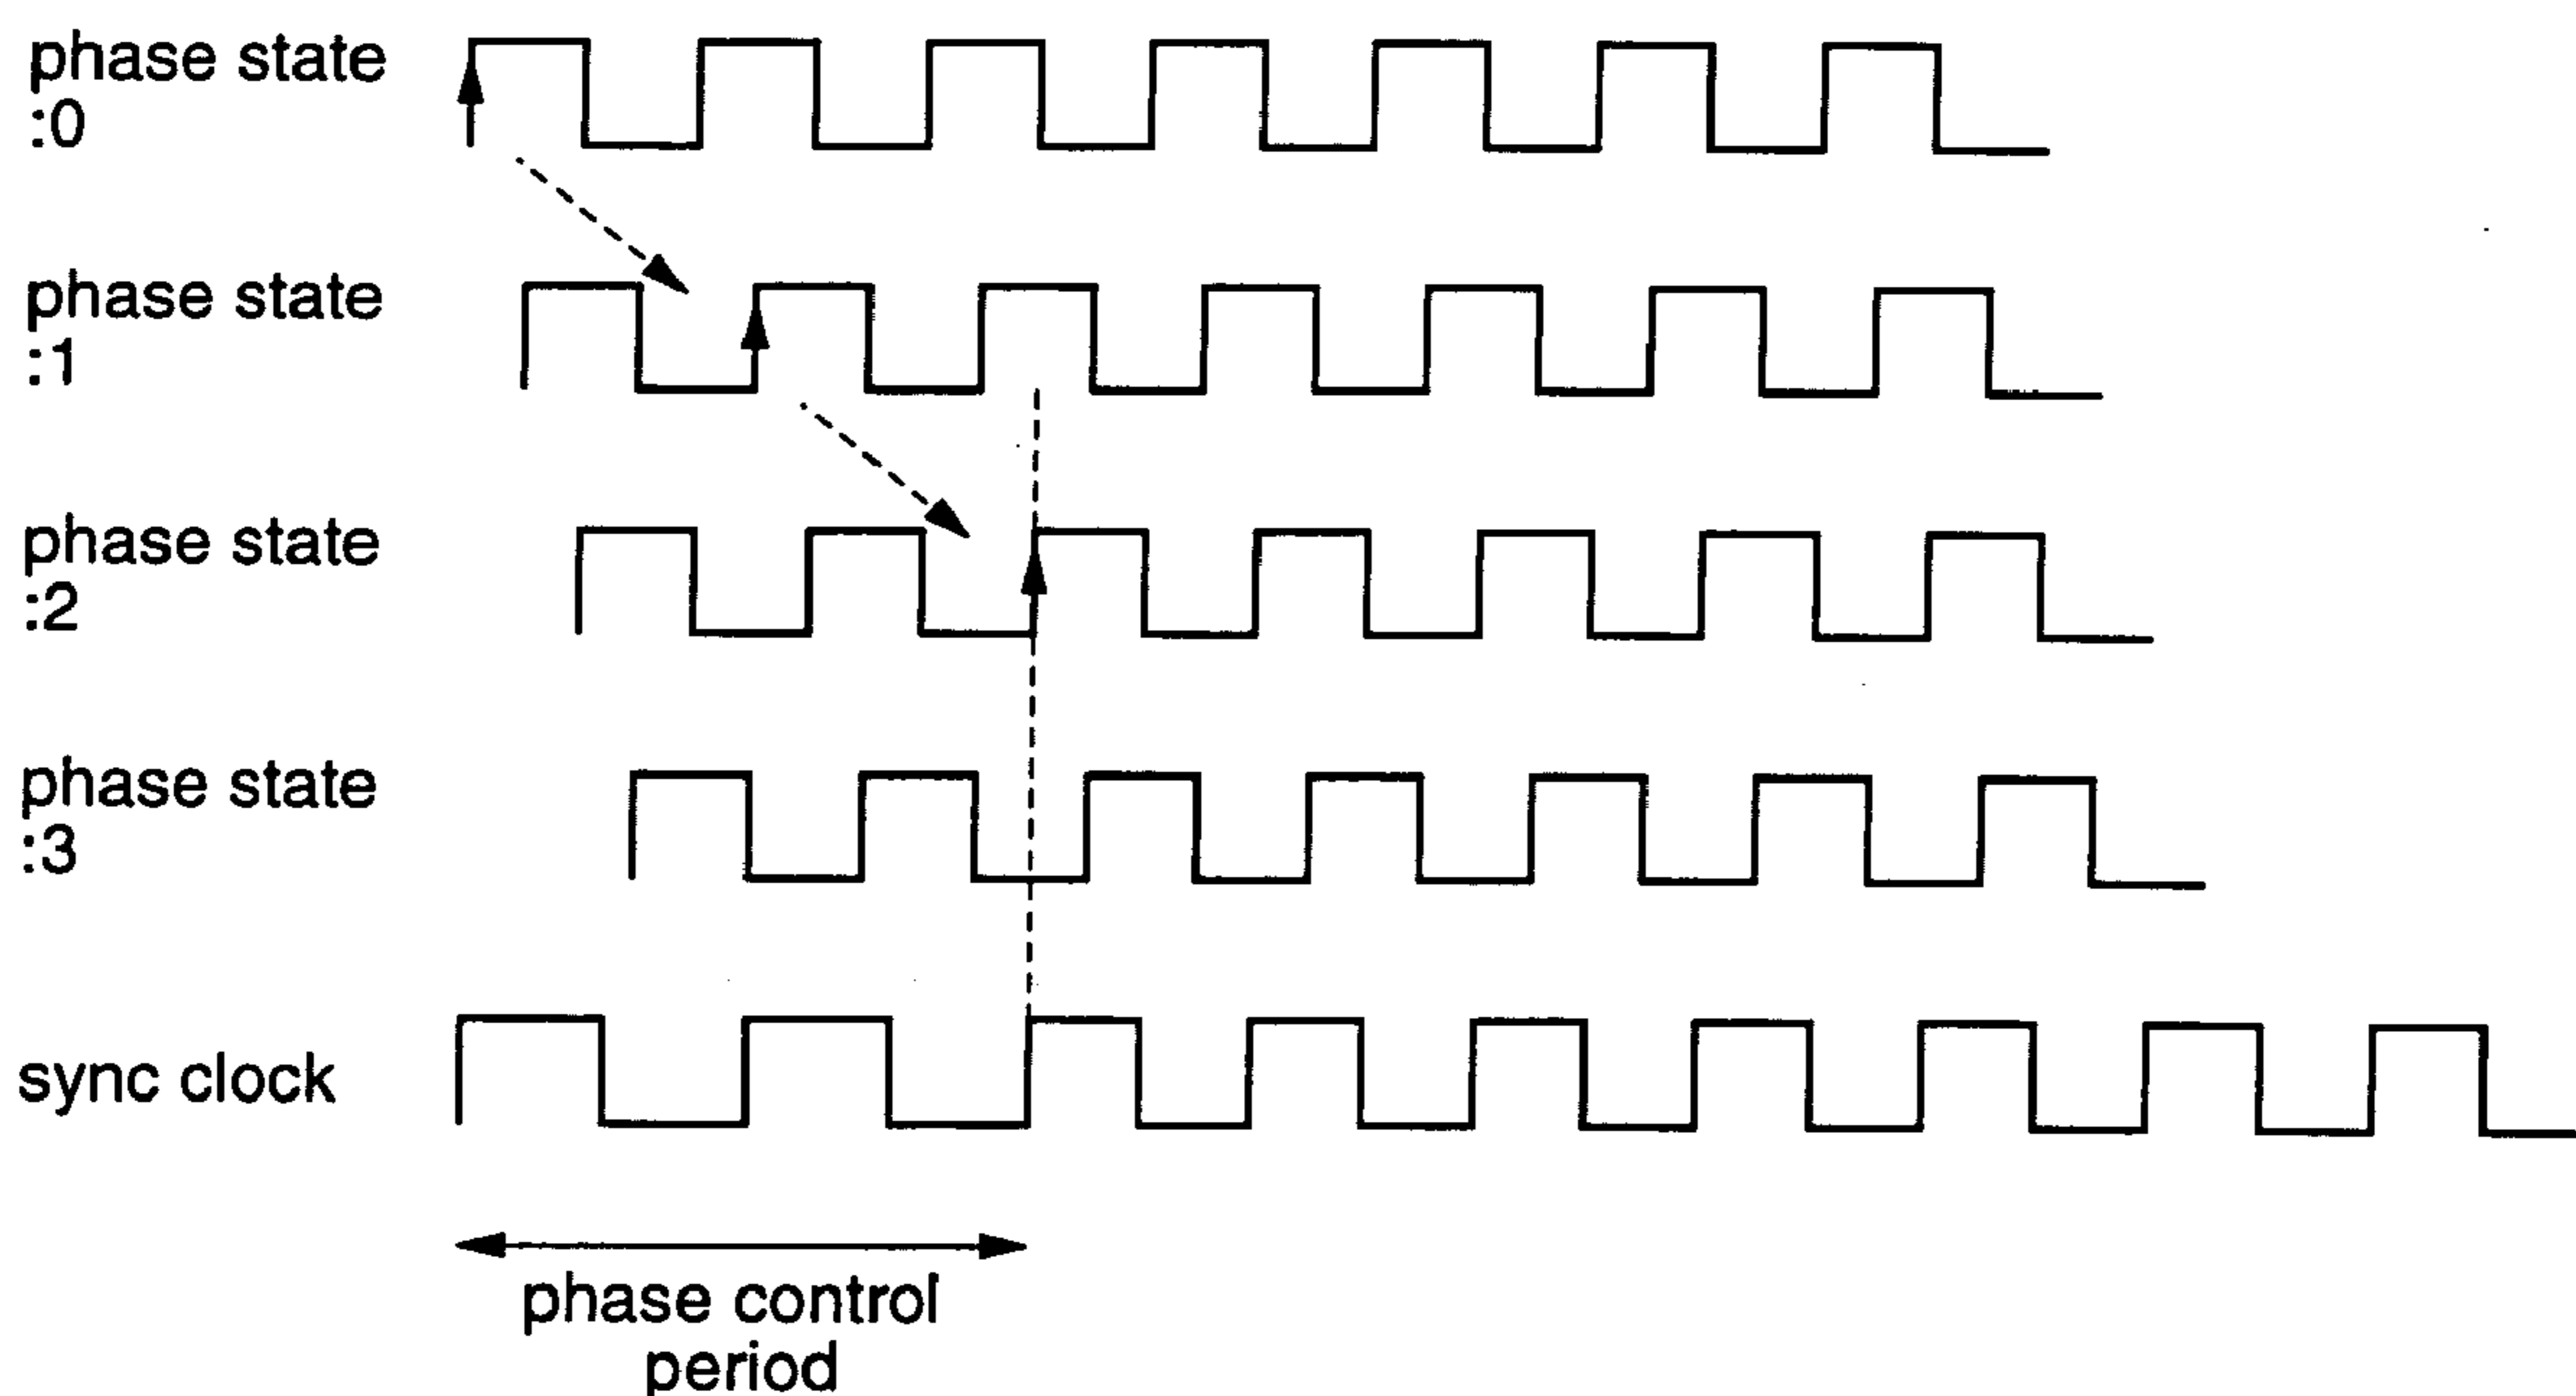 phase state
:0
phase state
:1
phase state
:2
phase state
:3
sync clock
phase control
period